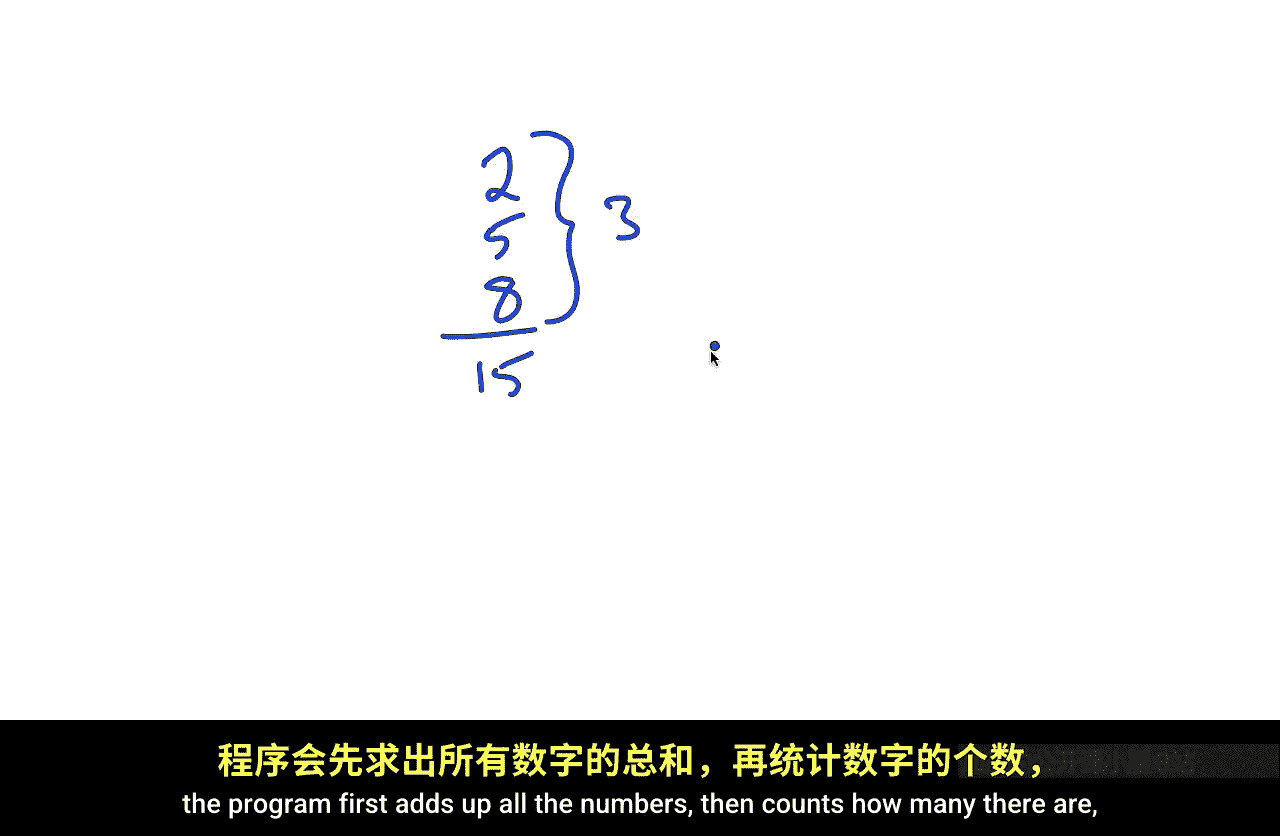 2
5
8
3
15
程序会先求出所有数字的总和，再统计数字的个数，
the program first adds up all the numbers, then counts how many there are,